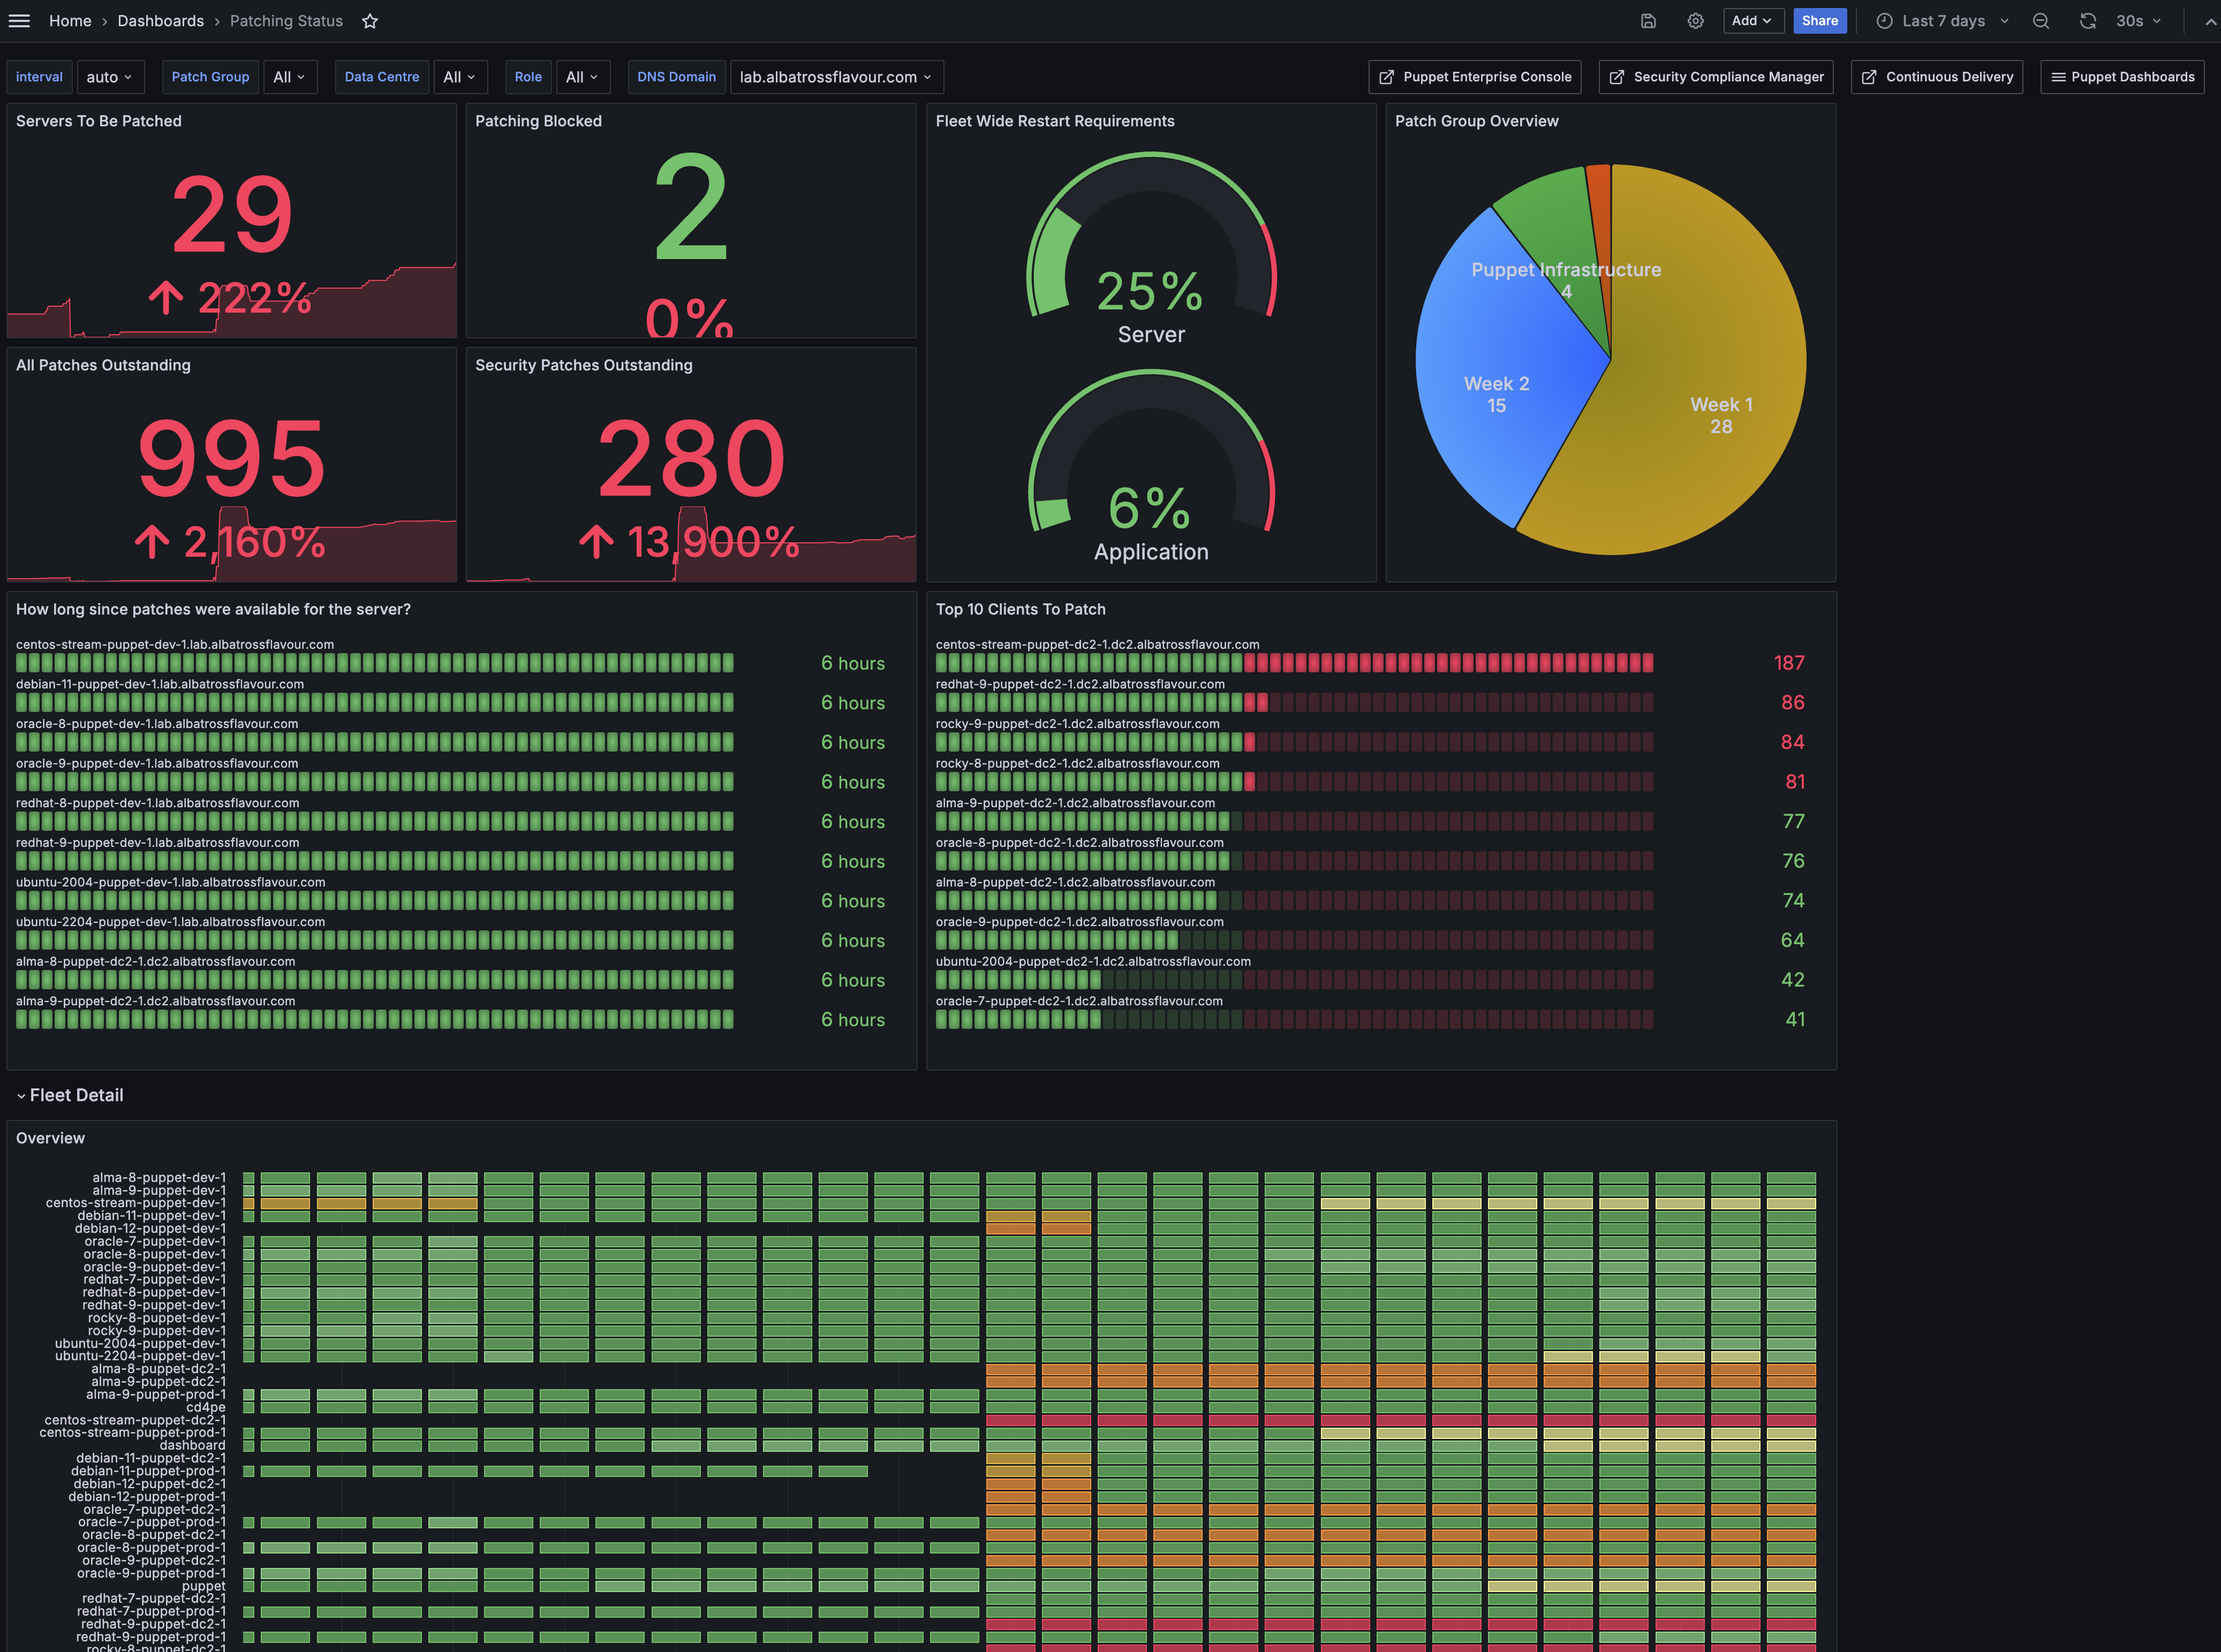 Home › Dashboards › Patching Status
Add
Share
Last 7 days
30s
interval auto Patch Group All Data Centre All Role All DNS Domain lab.albatrossflavour.com
Puppet Enterprise Console
Security Compliance Manager
Continuous Delivery
Puppet Dashboards
Servers To Be Patched
29
222%
Patching Blocked
2
0%
Fleet Wide Restart Requirements
25%
Server
6%
Application
Patch Group Overview
Puppet Infrastructure
4
Week 2
15
Week 1
28
All Patches Outstanding
995
2,160%
Security Patches Outstanding
280
13,900%
How long since patches were available for the server?
centos-stream-puppet-dev-1.lab.albatrossflavour.com
6 hours
debian-11-puppet-dev-1.lab.albatrossflavour.com
6 hours
oracle-8-puppet-dev-1.lab.albatrossflavour.com
6 hours
oracle-9-puppet-dev-1.lab.albatrossflavour.com
6 hours
redhat-8-puppet-dev-1.lab.albatrossflavour.com
6 hours
redhat-9-puppet-dev-1.lab.albatrossflavour.com
6 hours
ubuntu-2004-puppet-dev-1.lab.albatrossflavour.com
6 hours
ubuntu-2204-puppet-dev-1.lab.albatrossflavour.com
6 hours
alma-8-puppet-dc2-1.dc2.albatrossflavour.com
6 hours
alma-9-puppet-dc2-1.dc2.albatrossflavour.com
6 hours
Top 10 Clients To Patch
centos-stream-puppet-dc2-1.dc2.albatrossflavour.com
187
redhat-9-puppet-dc2-1.dc2.albatrossflavour.com
86
rocky-9-puppet-dc2-1.dc2.albatrossflavour.com
84
rocky-8-puppet-dc2-1.dc2.albatrossflavour.com
81
alma-9-puppet-dc2-1.dc2.albatrossflavour.com
77
oracle-8-puppet-dc2-1.dc2.albatrossflavour.com
76
alma-8-puppet-dc2-1.dc2.albatrossflavour.com
74
oracle-9-puppet-dc2-1.dc2.albatrossflavour.com
64
ubuntu-2004-puppet-dc2-1.dc2.albatrossflavour.com
42
oracle-7-puppet-dc2-1.dc2.albatrossflavour.com
41
Fleet Detail
Overview
alma-8-puppet-dev-1
alma-9-puppet-dev-1
centos-stream-puppet-dev-1
debian-11-puppet-dev-1
debian-12-puppet-dev-1
oracle-7-puppet-dev-1
oracle-8-puppet-dev-1
oracle-9-puppet-dev-1
redhat-7-puppet-dev-1
redhat-8-puppet-dev-1
redhat-9-puppet-dev-1
rocky-8-puppet-dev-1
rocky-9-puppet-dev-1
ubuntu-2004-puppet-dev-1
ubuntu-2204-puppet-dev-1
alma-8-puppet-dc2-1
alma-9-puppet-dc2-1
alma-9-puppet-prod-1
cd4pe
centos-stream-puppet-dc2-1
centos-stream-puppet-prod-1
dashboard
debian-11-puppet-dc2-1
debian-11-puppet-prod-1
debian-12-puppet-dc2-1
debian-12-puppet-prod-1
oracle-7-puppet-dc2-1
oracle-7-puppet-prod-1
oracle-8-puppet-dc2-1
oracle-8-puppet-prod-1
oracle-9-puppet-dc2-1
oracle-9-puppet-prod-1
puppet
redhat-7-puppet-dc2-1
redhat-7-puppet-prod-1
redhat-9-puppet-dc2-1
redhat-9-puppet-prod-1
rocky-8-puppet-dc2-1